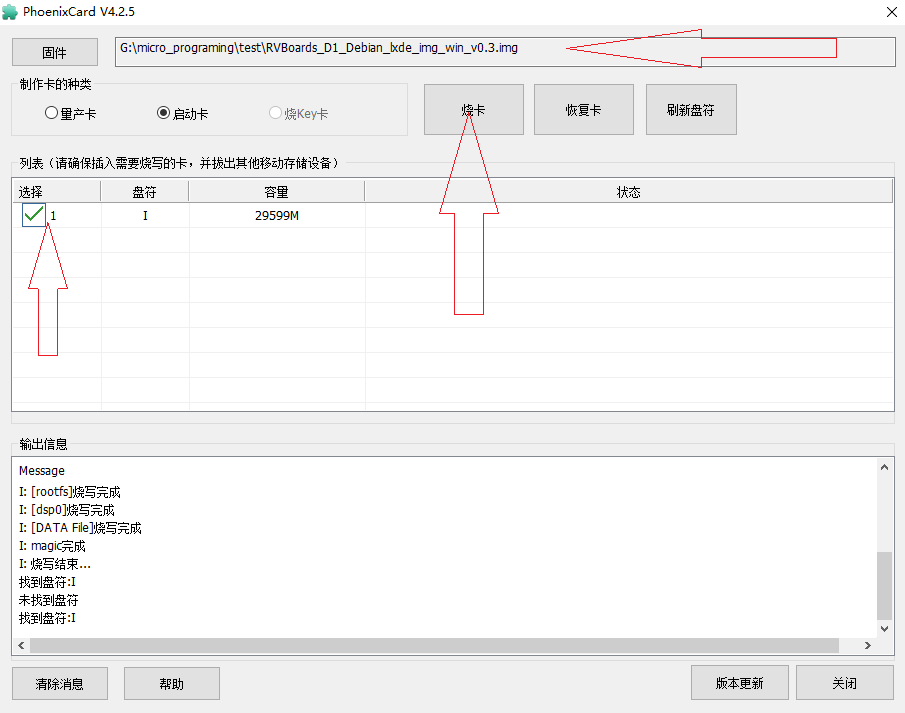 PhoenixCard V4.2.5
固件
G:\micro_programing\test\RVBoards_D1_Debian_lxde_img_win_v0.3.img
制作卡的种类
量产卡
启动卡
烧Key卡
烧卡
恢复卡
刷新盘符
列表（请确保插入需要烧写的卡，并拔出其他移动存储设备）
选择 盘符 容量 状态
1 I 29599M
输出信息
Message
I: [rootfs]烧写完成
I: [dsp0]烧写完成
I: [DATA File]烧写完成
I: magic完成
I: 烧写结束...
找到盘符:I
未找到盘符
找到盘符:I
清除消息
帮助
版本更新
关闭